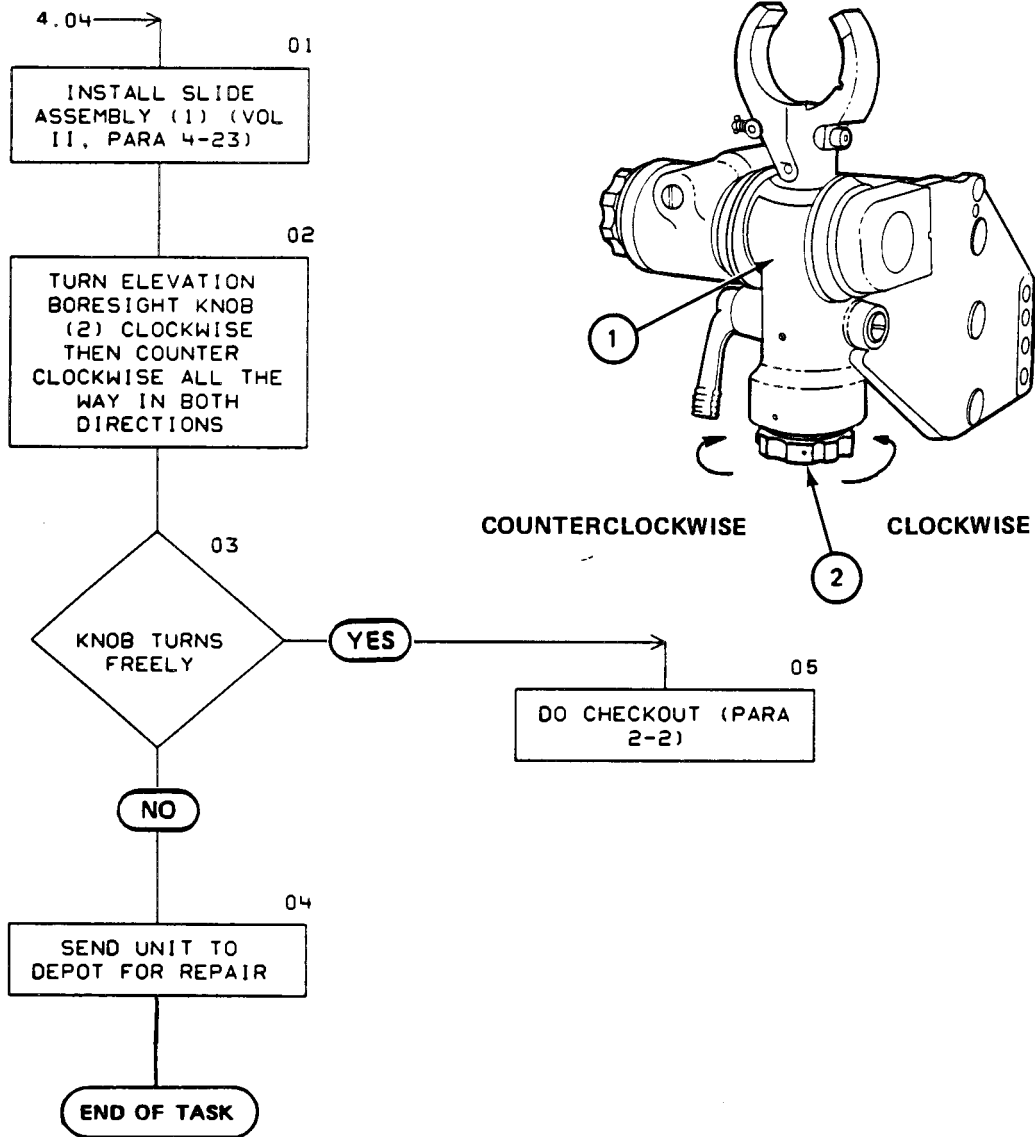 4.04
01
INSTALL SLIDE
ASSEMBLY (1) (VOL
II, PARA 4-23)
02
TURN ELEVATION
BORESIGHT KNOB
(2) CLOCKWISE
THEN COUNTER
CLOCKWISE ALL THE
WAY IN BOTH
DIRECTIONS
03
KNOB TURNS
FREELY
YES
05
DO CHECKOUT (PARA
2-2)
NO
04
SEND UNIT TO
DEPOT FOR REPAIR
END OF TASK
1
COUNTERCLOCKWISE
CLOCKWISE
2